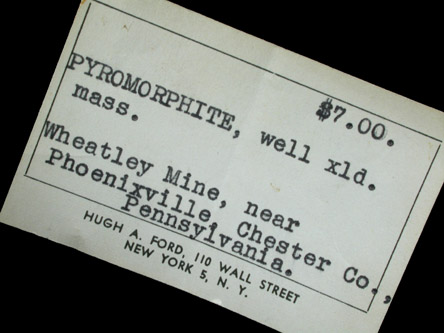 $7.00.
PYROMORPHITE, well xld.
mass.
Wheatley Mine, near
Phoenixville, Chester Co.,
Pennsylvania.
HUGH A. FORD, 110 WALL STREET
NEW YORK 5, N. Y.